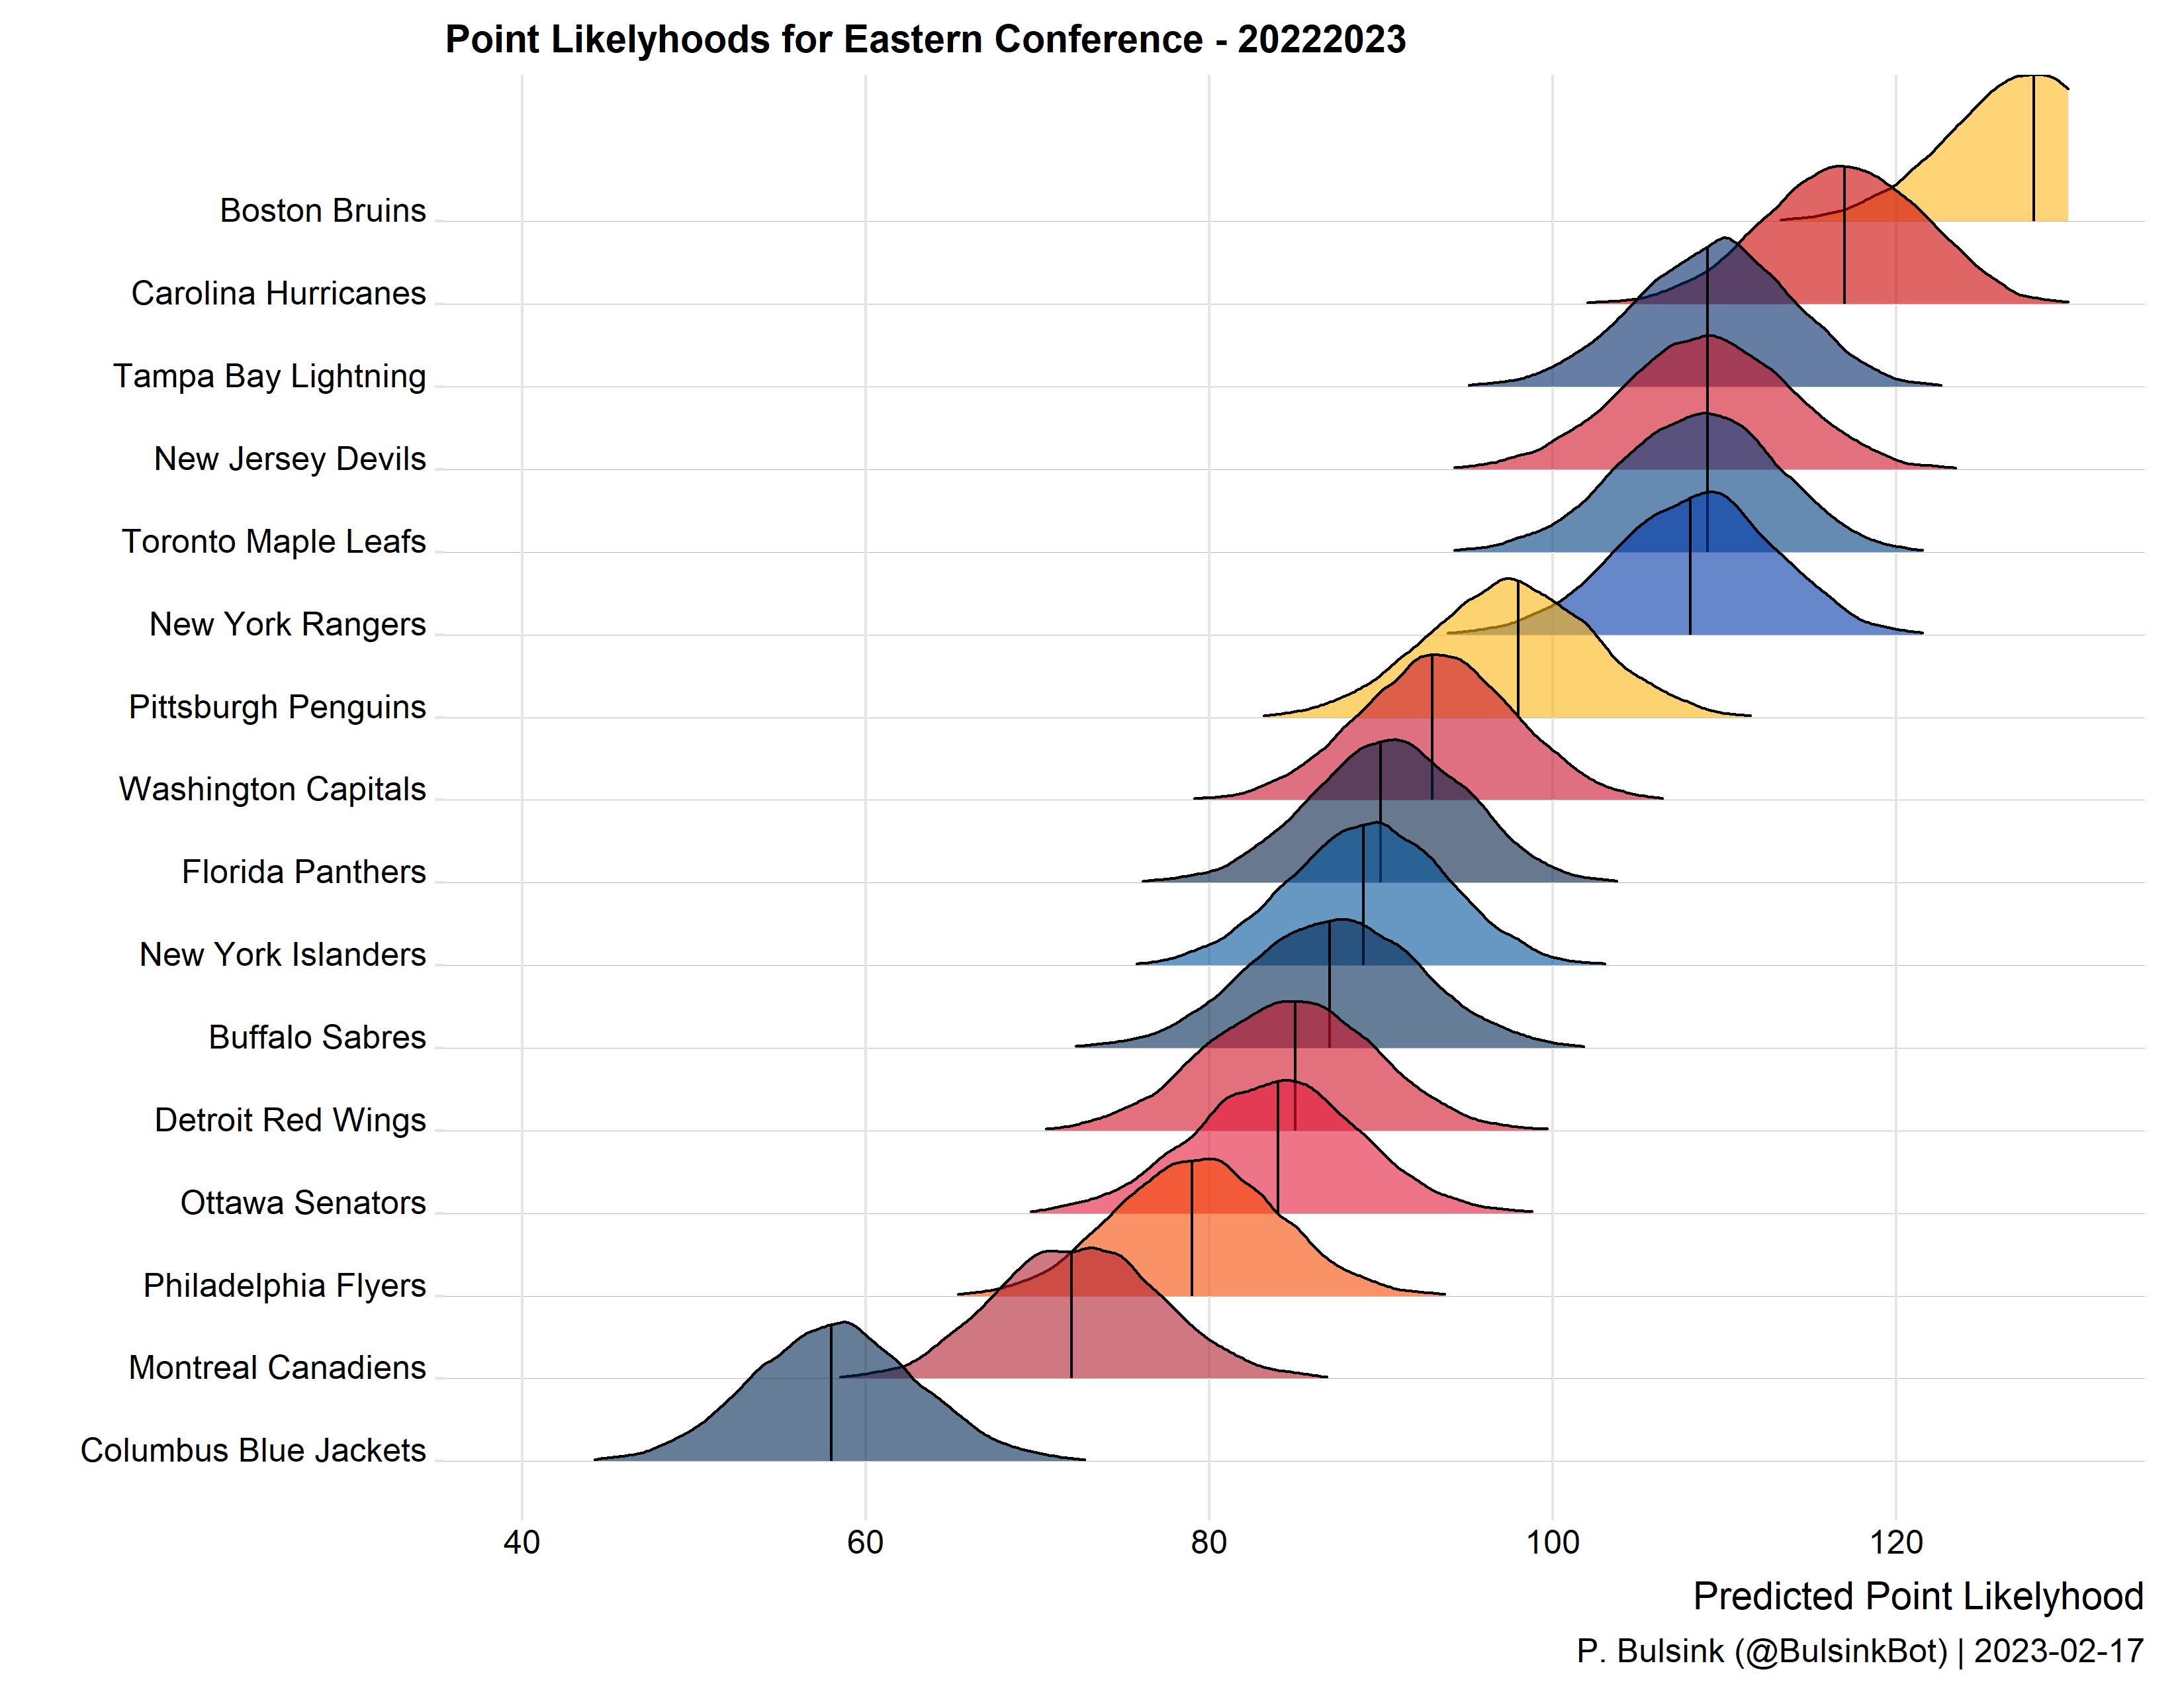 Point Likelyhoods for Eastern Conference - 20222023
Boston Bruins
Carolina Hurricanes
Tampa Bay Lightning
New Jersey Devils
Toronto Maple Leafs
New York Rangers
Pittsburgh Penguins
Washington Capitals
Florida Panthers
New York Islanders
Buffalo Sabres
Detroit Red Wings
Ottawa Senators
Philadelphia Flyers
Montreal Canadiens
Columbus Blue Jackets
40 60 80 100 120
Predicted Point Likelyhood
P. Bulsink (@BulsinkBot) | 2023-02-17